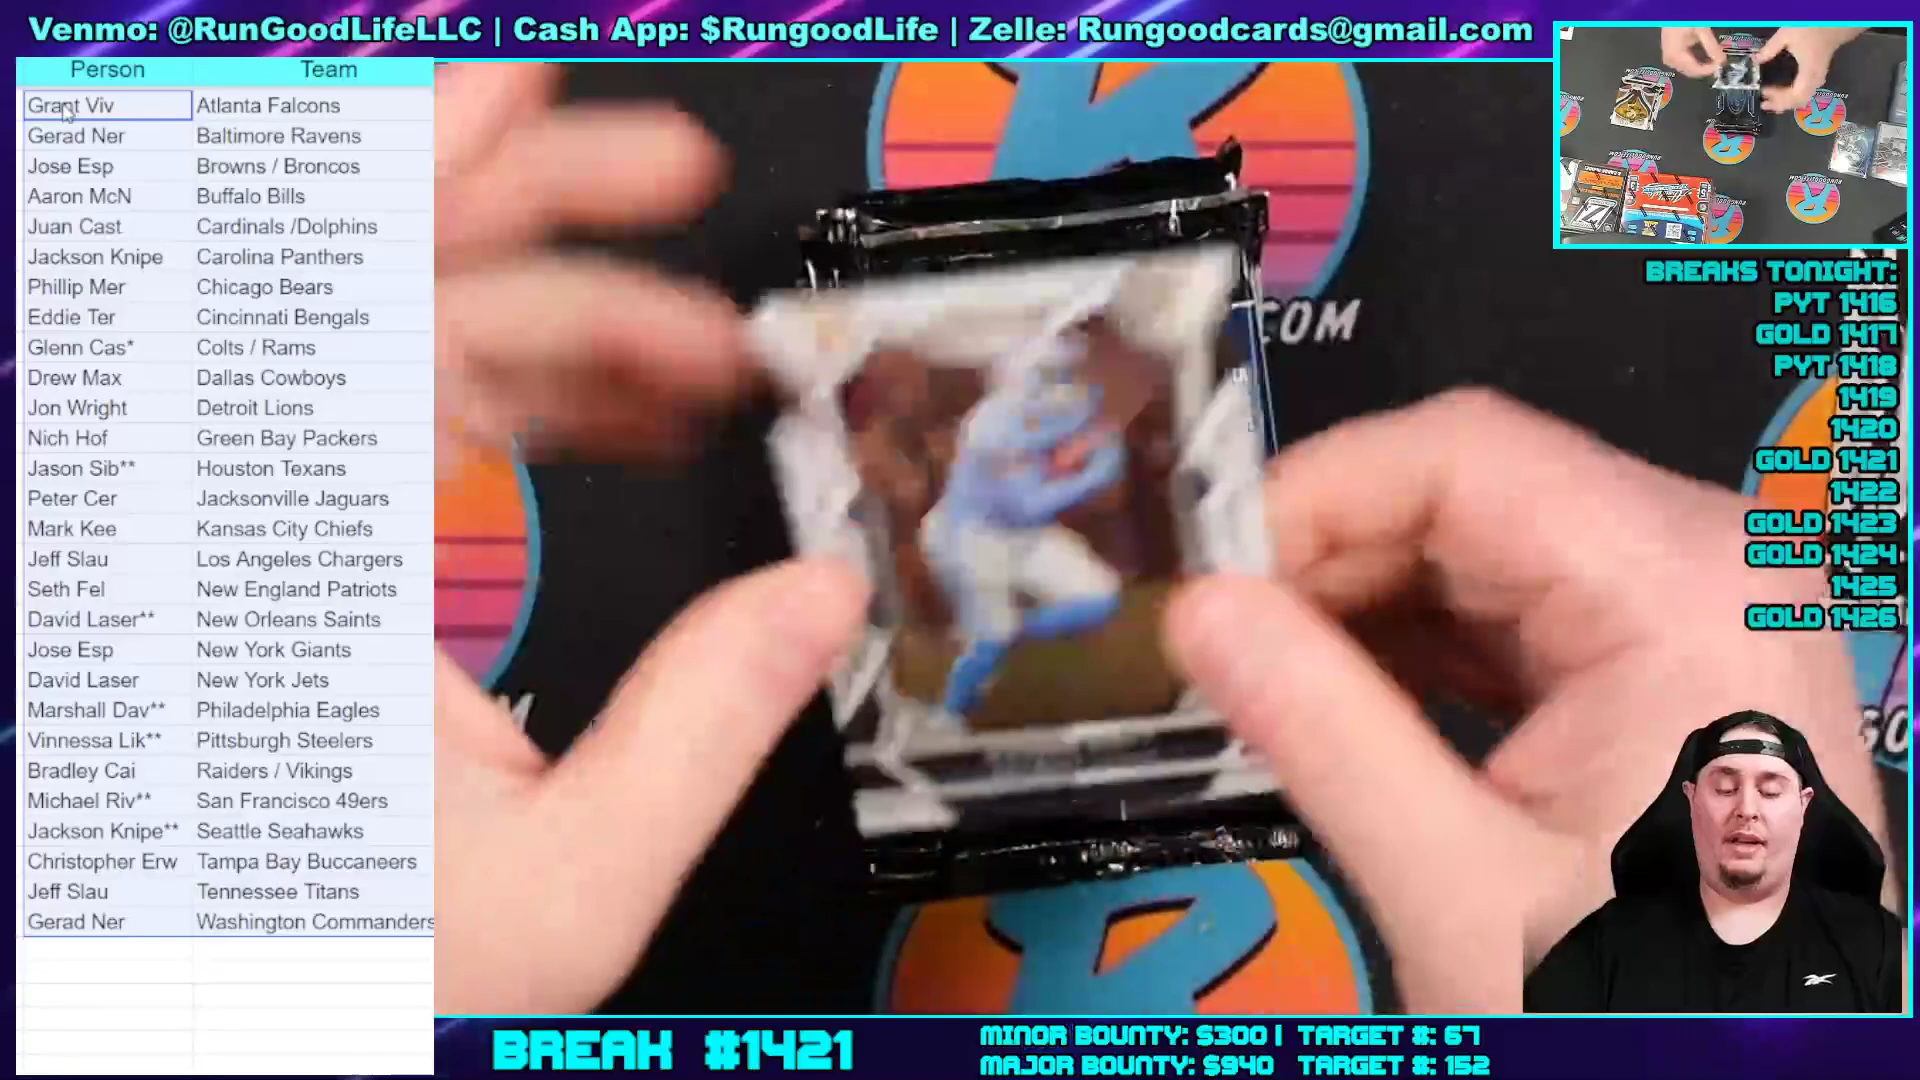 Venmo: @RunGoodLifeLLC | Cash App: $RungoodLife | Zelle: Rungoodcards@gmail.com
Person Team
Grant Viv Atlanta Falcons
Gerad Ner Baltimore Ravens
Jose Esp Browns / Broncos
Aaron McN Buffalo Bills
Juan Cast Cardinals /Dolphins
Jackson Knipe Carolina Panthers
Phillip Mer Chicago Bears
Eddie Ter Cincinnati Bengals
Glenn Cas* Colts / Rams
Drew Max Dallas Cowboys
Jon Wright Detroit Lions
Nich Hof Green Bay Packers
Jason Sib** Houston Texans
Peter Cer Jacksonville Jaguars
Mark Kee Kansas City Chiefs
Jeff Slau Los Angeles Chargers
Seth Fel New England Patriots
David Laser** New Orleans Saints
Jose Esp New York Giants
David Laser New York Jets
Marshall Dav** Philadelphia Eagles
Vinnessa Lik** Pittsburgh Steelers
Bradley Cai Raiders / Vikings
Michael Riv** San Francisco 49ers
Jackson Knipe** Seattle Seahawks
Christopher Erw Tampa Bay Buccaneers
Jeff Slau Tennessee Titans
Gerad Ner Washington Commanders
COM
BREAKS TONIGHT:
PYT 1416
GOLD 1417
PYT 1418
1419
1420
GOLD 1421
1422
GOLD 1423
GOLD 1424
1425
GOLD 1426
BREAK #1421
MINOR BOUNTY: $300 | TARGET #: 67
MAJOR BOUNTY: $940 TARGET #: 152